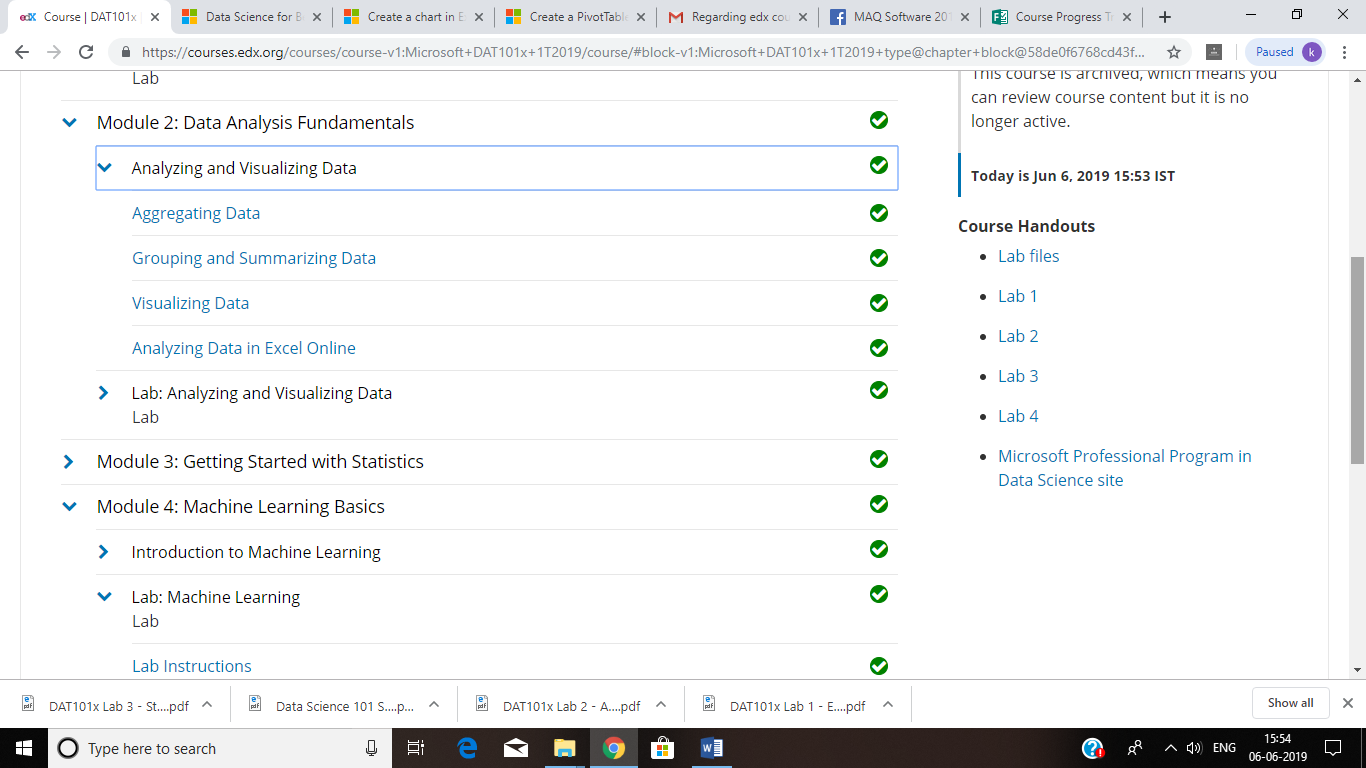 Course | DAT101x
Data Science for B
Create a chart in E
Create a PivotTable
Regarding edx cou
MAQ Software 201
Course Progress Tr
https://courses.edx.org/courses/course-v1:Microsoft+DAT101x+1T2019/course/#block-v1:Microsoft+DAT101x+1T2019+type@chapter+block@58de0f6768cd43f...
Paused
k
Lab
Module 2: Data Analysis Fundamentals
Analyzing and Visualizing Data
Aggregating Data
Grouping and Summarizing Data
Visualizing Data
Analyzing Data in Excel Online
Lab: Analyzing and Visualizing Data
Lab
Module 3: Getting Started with Statistics
Module 4: Machine Learning Basics
Introduction to Machine Learning
Lab: Machine Learning
Lab
Lab Instructions
This course is archived, which means you
can review course content but it is no
longer active.
Today is Jun 6, 2019 15:53 IST
Course Handouts
Lab files
Lab 1
Lab 2
Lab 3
Lab 4
Microsoft Professional Program in
Data Science site
DAT101x Lab 3 - St....pdf
Data Science 101 S....p...
DAT101x Lab 2 - A....pdf
DAT101x Lab 1 - E....pdf
Show all
Type here to search
ENG
15:54
06-06-2019